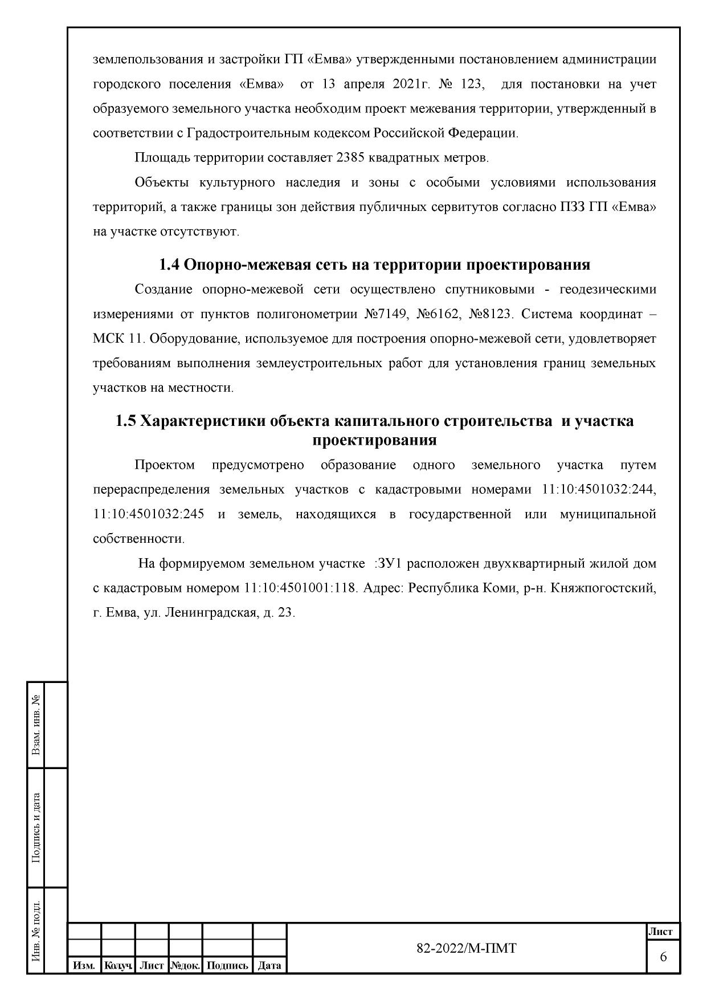 землепользования и застройки ГП «Емва» утвержденными постановлением администрации
городского поселения «Емва» от 13 апреля 2021г. № 123, для постановки на учет
образуемого земельного участка необходим проект межевания территории, утвержденный в
соответствии с Градостроительным кодексом Российской Федерации.
Площадь территории составляет 2385 квадратных метров.
Объекты культурного наследия и зоны с особыми условиями использования
территорий, а также границы зон действия публичных сервитутов согласно ПЗЗ ГП «Емва»
на участке отсутствуют.
1.4 Опорно-межевая сеть на территории проектирования
Создание опорно-межевой сети осуществлено спутниковыми - геодезическими
измерениями от пунктов полигонометрии №7149, №6162, №8123. Система координат –
МСК 11. Оборудование, используемое для построения опорно-межевой сети, удовлетворяет
требованиям выполнения землеустроительных работ для установления границ земельных
участков на местности.
1.5 Характеристики объекта капитального строительства и участка
проектирования
Проектом предусмотрено образование одного земельного участка путем
перераспределения земельных участков с кадастровыми номерами 11:10:4501032:244,
11:10:4501032:245 и земель, находящихся в государственной или муниципальной
собственности.
На формируемом земельном участке :ЗУ1 расположен двухквартирный жилой дом
с кадастровым номером 11:10:4501001:118. Адрес: Республика Коми, р-н. Княжпогостский,
г. Емва, ул. Ленинградская, д. 23.
Взам. инв. №
Подпись и дата
Инв. № подл.
Изм. Колуч. Лист №док. Подпись Дата
82-2022/М-ПМТ
Лист
6